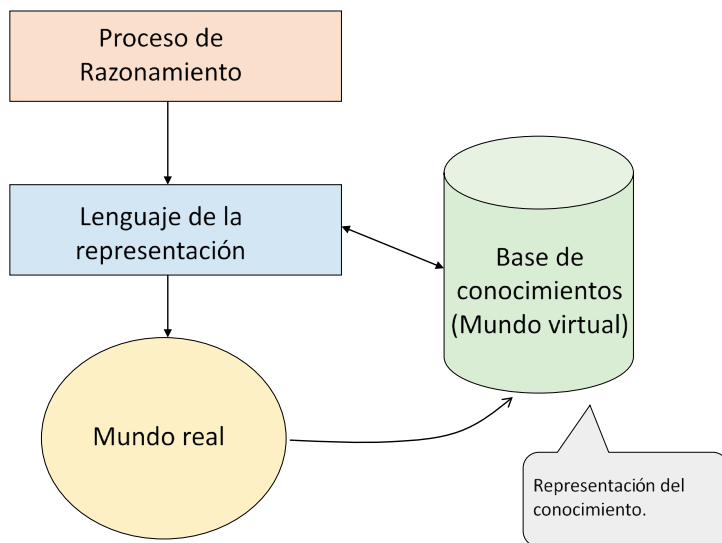 Proceso de
Razonamiento
Lenguaje de la
representación
Base de
conocimientos
(Mundo virtual)
Mundo real
Representación del
conocimiento.